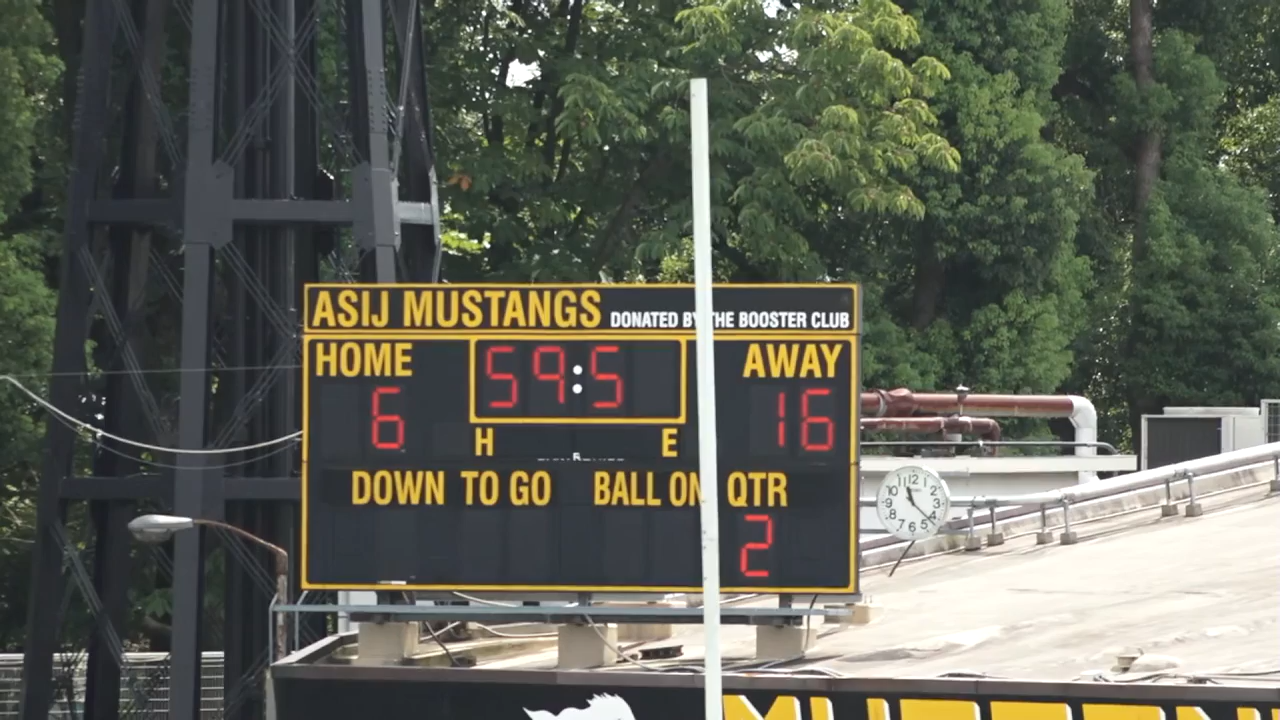 ASIJ MUSTANGS DONATED BY THE BOOSTER CLUB
HOME 59:5 AWAY
6 16
H E
DOWN TO GO BALL ON QTR
2